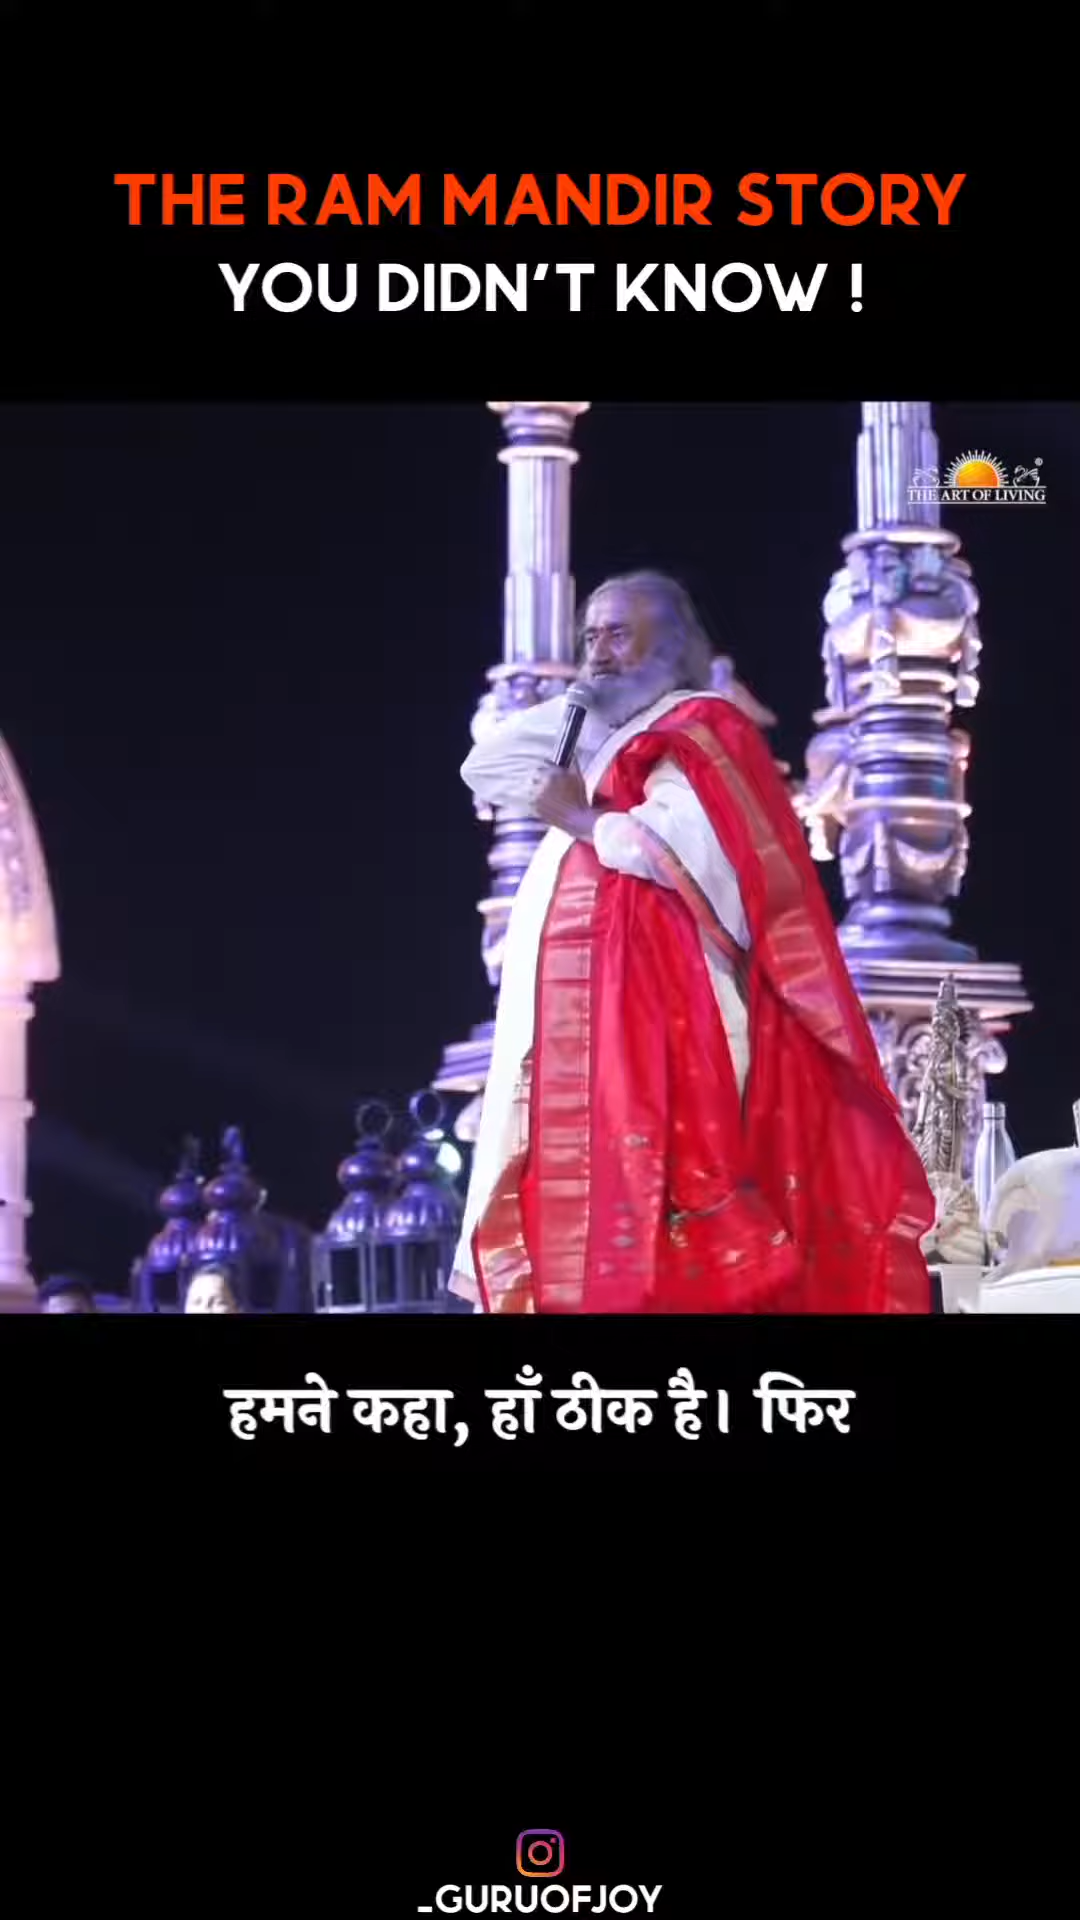 THE RAM MANDIR STORY
YOU DIDN'T KNOW !
THE ART OF LIVING
हमने कहा, हाँ ठीक है। फिर
_GURUOFJOY